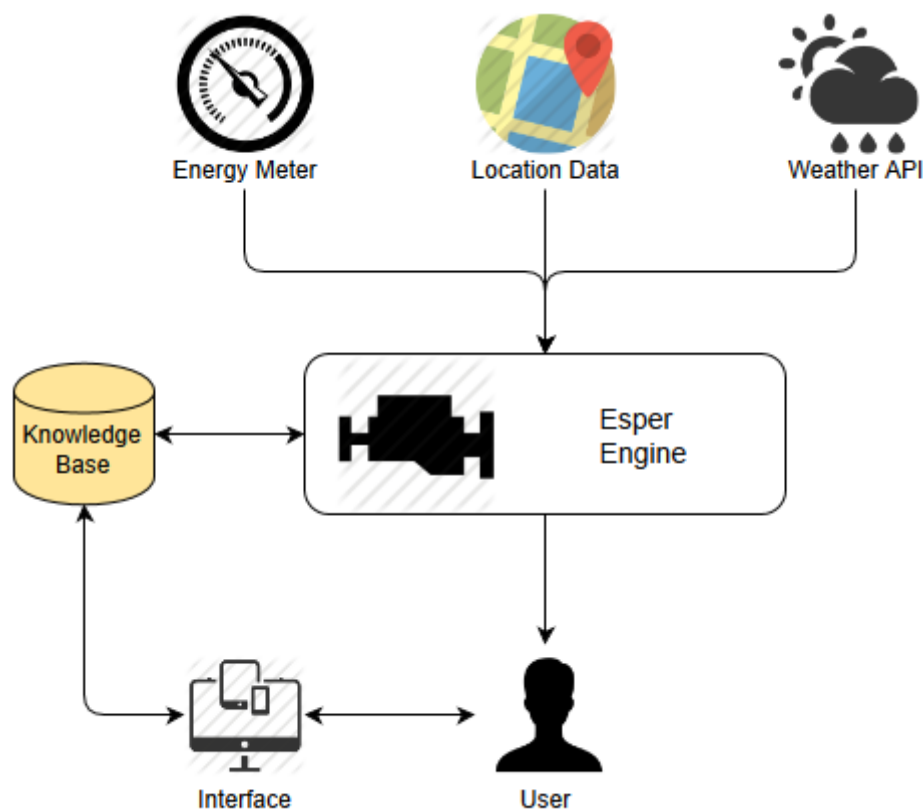 Energy Meter
Location Data
Weather API
Knowledge
Base
Esper
Engine
Interface
User